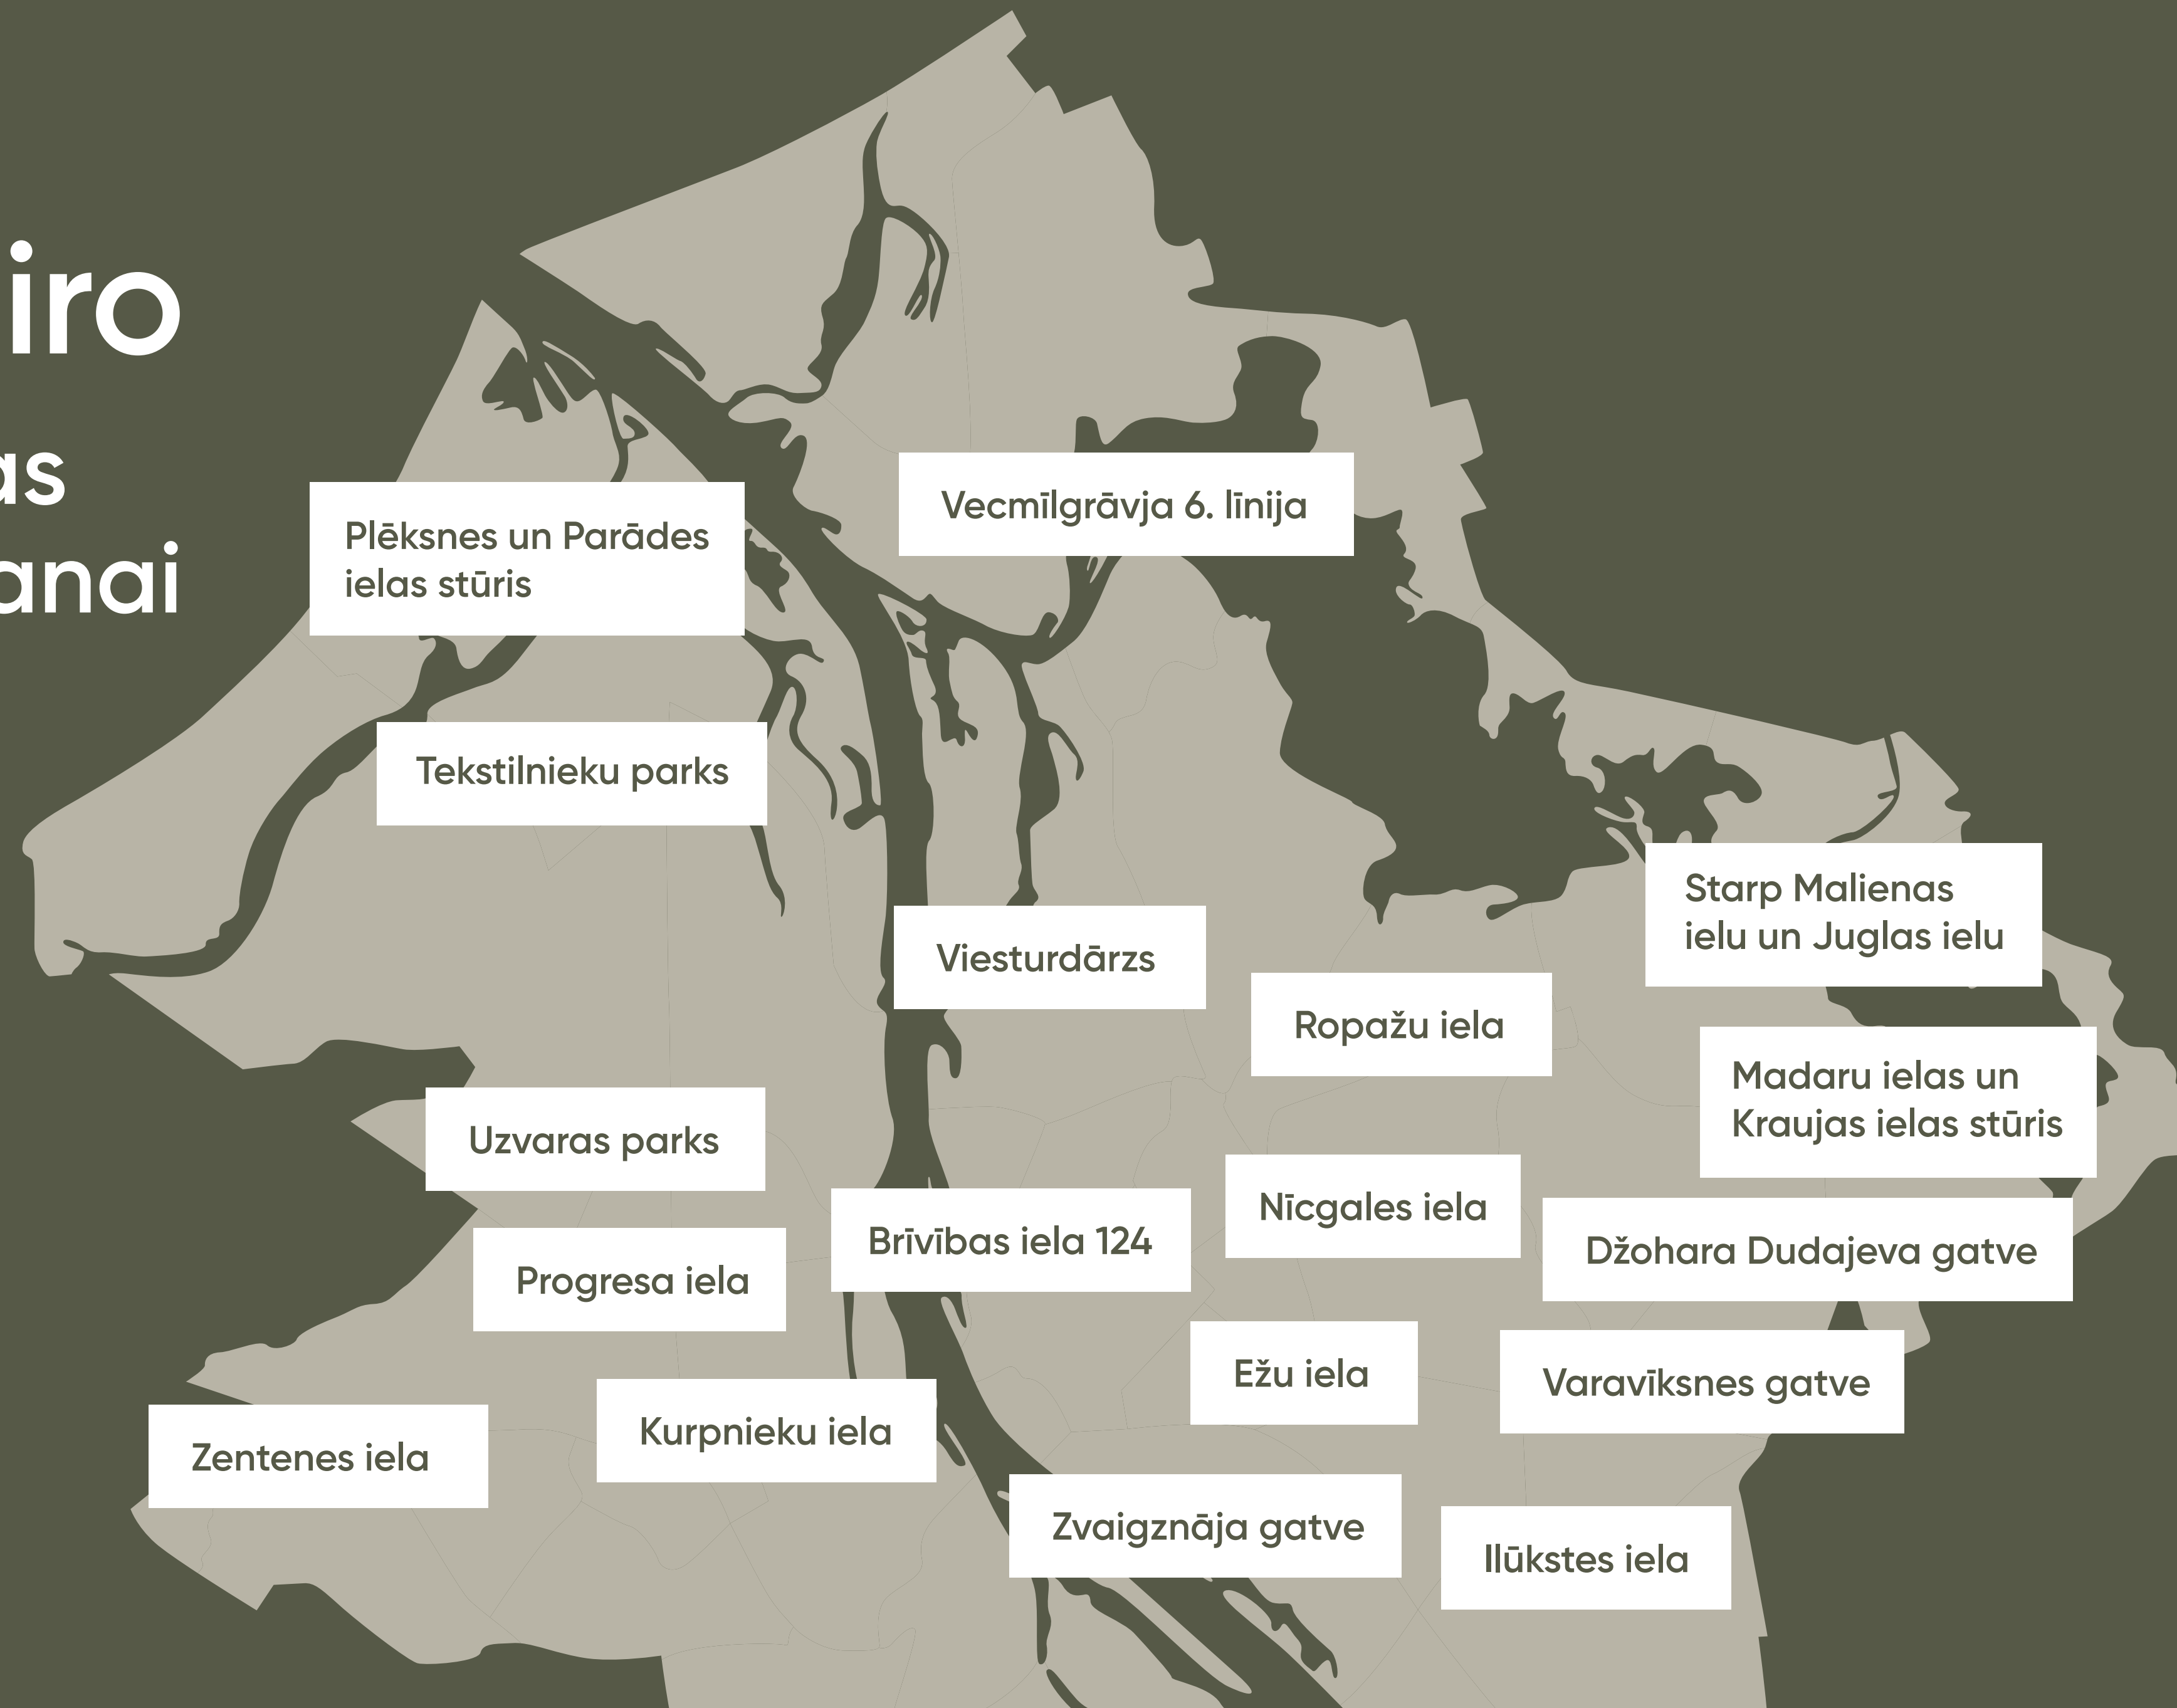 iro
as
anai
Vecmīlgrāvja 6. līnija
Plēksnes un Parādes
ielas stūris
Tekstilnieku parks
Starp Malienas
ielu un Juglas ielu
Viesturdārzs
Ropažu iela
Madaru ielas un
Kraujas ielas stūris
Uzvaras parks
Nīcgales iela
Brīvības iela 124
Džohara Dudajeva gatve
Progresa iela
Ežu iela
Varavīksnes gatve
Kurpnieku iela
Zentenes iela
Zvaigznāja gatve
Ilūkstes iela